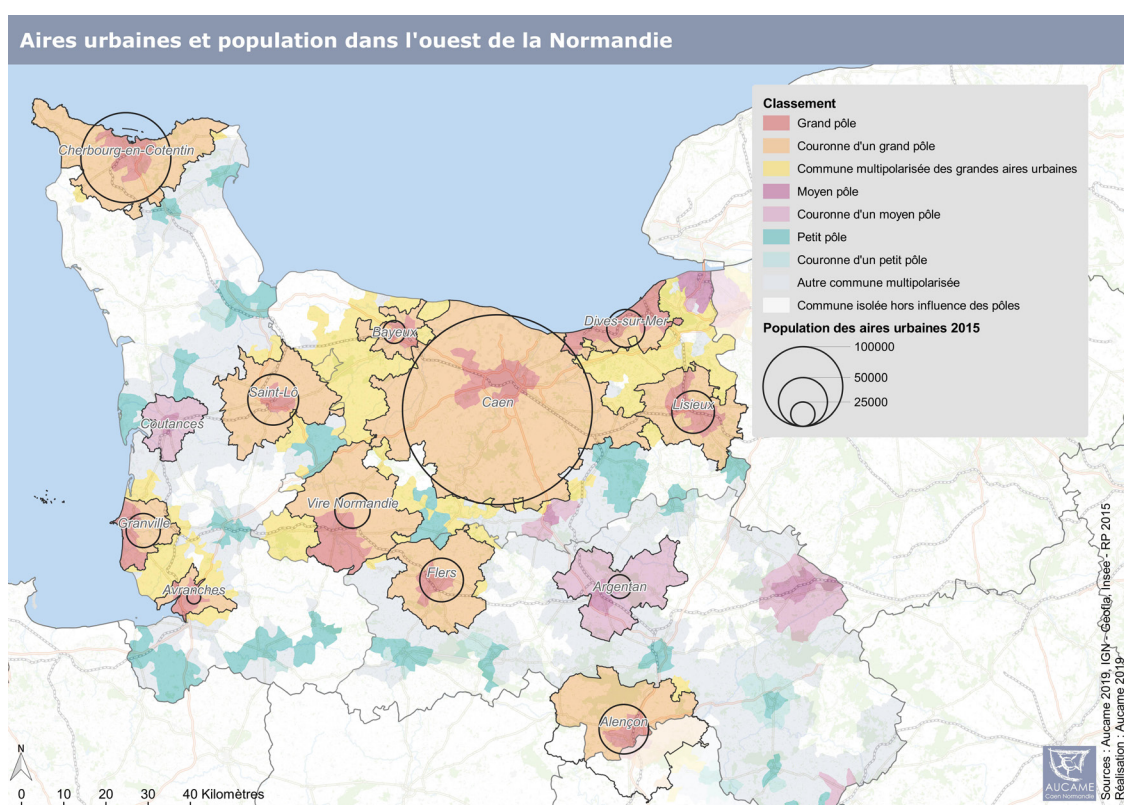 Aires urbaines et population dans l'ouest de la Normandie
Classement
Grand pôle
Couronne d'un grand pôle
Commune multipolarisée des grandes aires urbaines
Moyen pôle
Couronne d'un moyen pôle
Petit pôle
Couronne d'un petit pôle
Autre commune multipolarisée
Commune isolée hors influence des pôles
Population des aires urbaines 2015
100000
50000
25000
Cherbourg-en-Cotentin
Bayeux
Dives-sur-Mer
Saint-Lô
Caen
Lisieux
Coutances
Vire Normandie
Granville
Flers
Argentan
Avranches
Alençon
N
0 10 20 30 40 Kilomètres
AUCAME
Caen Normandie
Sources : Aucame 2019, IGN - Geofla, Insee - RP 2015
Réalisation : Aucame 2019